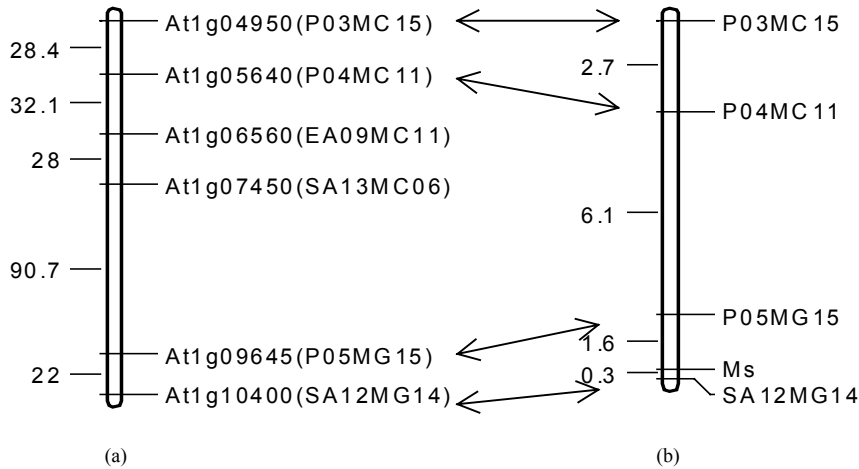 At1g04950(P03MC15)
28.4
At1g05640(P04MC11)
32.1
At1g06560(EA09MC11)
28
At1g07450(SA13MC06)
90.7
At1g09645(P05MG15)
22
At1g10400(SA12MG14)
(a)
P03MC15
2.7
P04MC11
6.1
P05MG15
1.6
Ms
0.3
SA12MG14
(b)